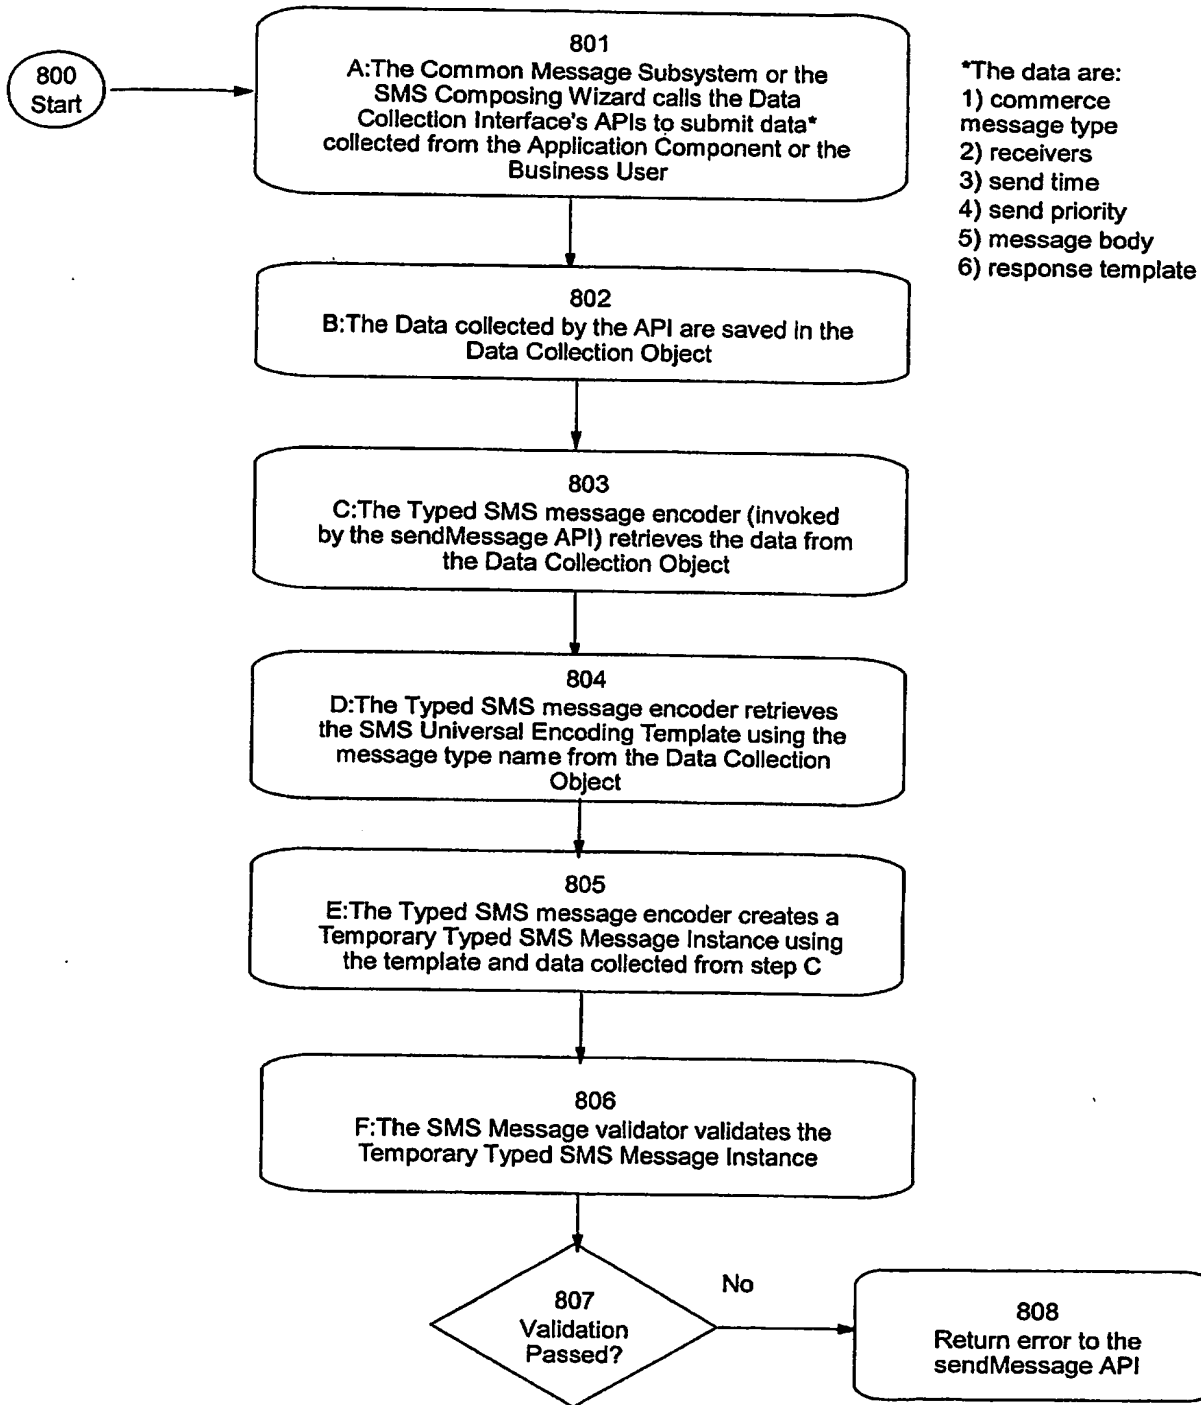 800
Start
801
A:The Common Message Subsystem or the
SMS Composing Wizard calls the Data
Collection Interface's APIs to submit data*
collected from the Application Component or the
Business User
*The data are:
1) commerce
message type
2) receivers
3) send time
4) send priority
5) message body
6) response template
802
B:The Data collected by the API are saved in the
Data Collection Object
803
C:The Typed SMS message encoder (invoked
by the sendMessage API) retrieves the data from
the Data Collection Object
804
D:The Typed SMS message encoder retrieves
the SMS Universal Encoding Template using the
message type name from the Data Collection
Object
805
E:The Typed SMS message encoder creates a
Temporary Typed SMS Message Instance using
the template and data collected from step C
806
F:The SMS Message validator validates the
Temporary Typed SMS Message Instance
807
Validation
Passed?
No
808
Return error to the
sendMessage API